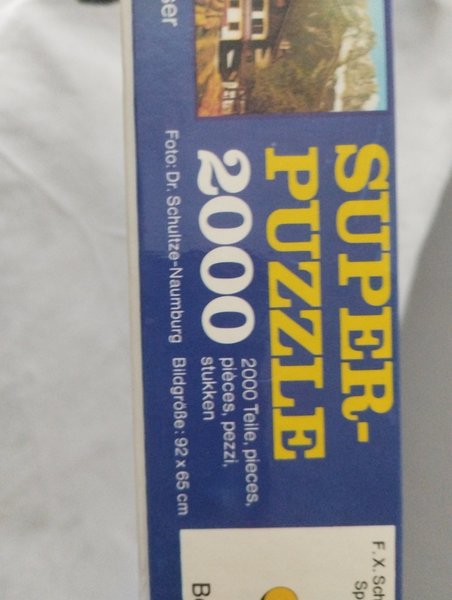 SUPER-
PUZZLE
2000
2000 Teile, pieces,
pièces, pezzi,
stukken
Foto: Dr. Schultze-Naumburg Bildgröße: 92 x 65 cm
F. X.